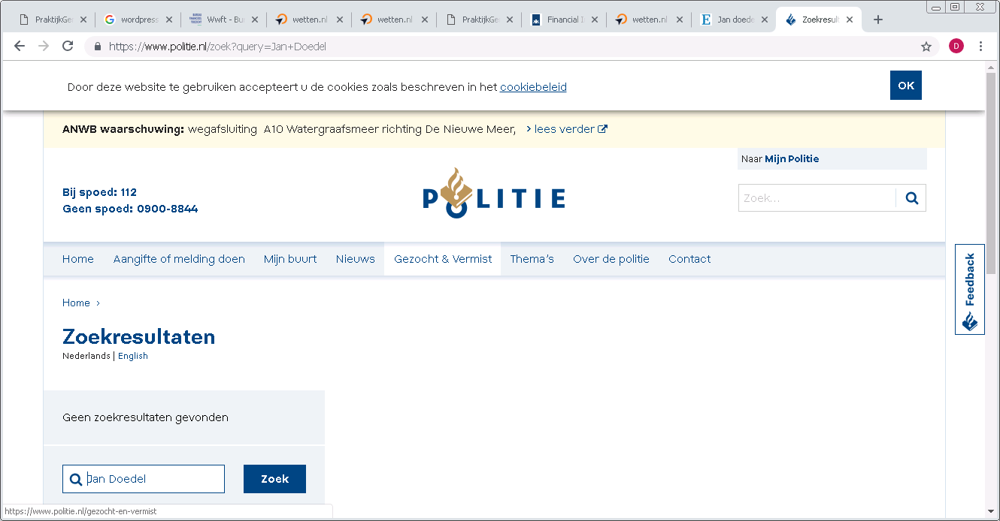 PraktijkGe
wordpress
Wwft - Bu
wetten.nl
wetten.nl
PraktijkGe
Financial I
wetten.nl
Jan doede
Zoekresult
https://www.politie.nl/zoek?query=Jan+Doedel
D
Door deze website te gebruiken accepteert u de cookies zoals beschreven in het cookiebeleid
OK
ANWB waarschuwing: wegafsluiting A10 Watergraafsmeer richting De Nieuwe Meer, › lees verder
Naar Mijn Politie
Bij spoed: 112
Geen spoed: 0900-8844
POLITIE
Zoek...
Home Aangifte of melding doen Mijn buurt Nieuws Gezocht & Vermist Thema's Over de politie Contact
Feedback
Home ›
Zoekresultaten
Nederlands | English
Geen zoekresultaten gevonden
Jan Doedel
Zoek
https://www.politie.nl/gezocht-en-vermist